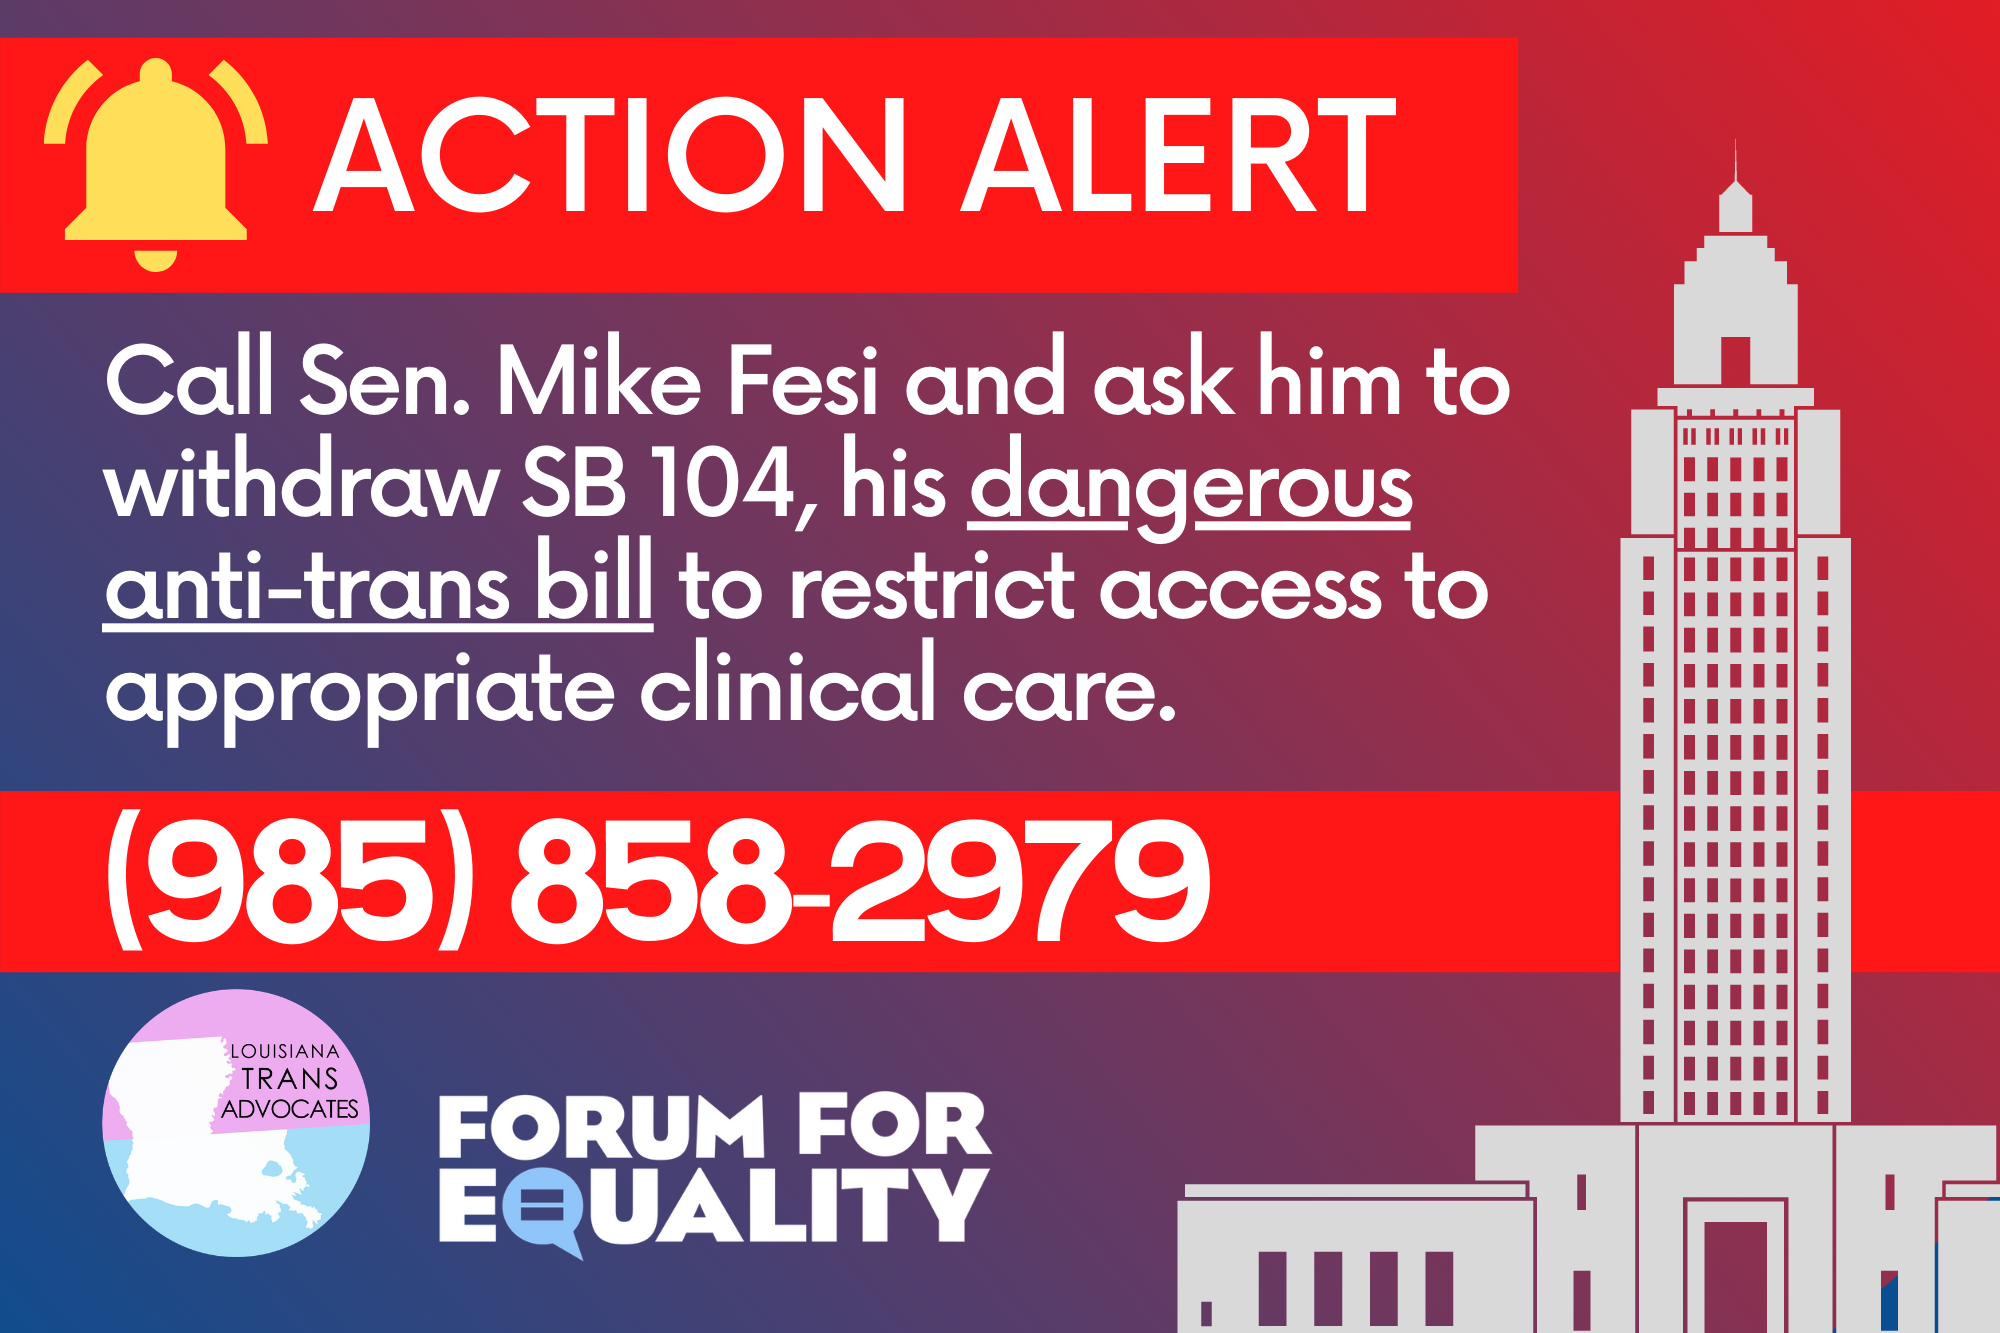 ACTION ALERT
Call Sen. Mike Fesi and ask him to
withdraw SB 104, his dangerous
anti-trans bill to restrict access to
appropriate clinical care.
(985) 858-2979
LOUISIANA
TRANS
ADVOCATES
FORUM FOR
EQUALITY